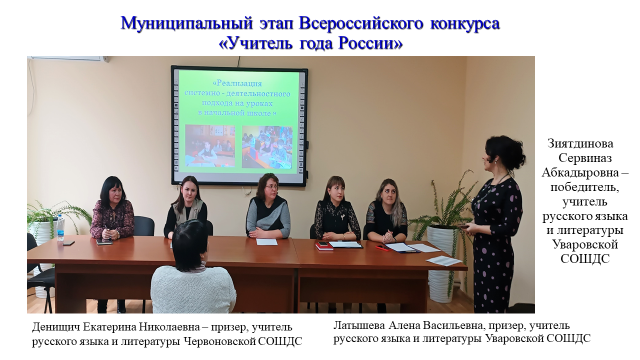 Муниципальный этап Всероссийского конкурса
«Учитель года России»
«Реализация
системно - деятельностного
подхода на уроках
в начальной школе »
Зиятдинова
Сервиназ
Абкадыровна –
победитель,
учитель
русского языка
и литературы
Уваровской
СОШДС
Денищич Екатерина Николаевна – призер, учитель
русского языка и литературы Червоновской СОШДС
Латышева Алена Васильевна, призер, учитель
русского языка и литературы Уваровской СОШДС